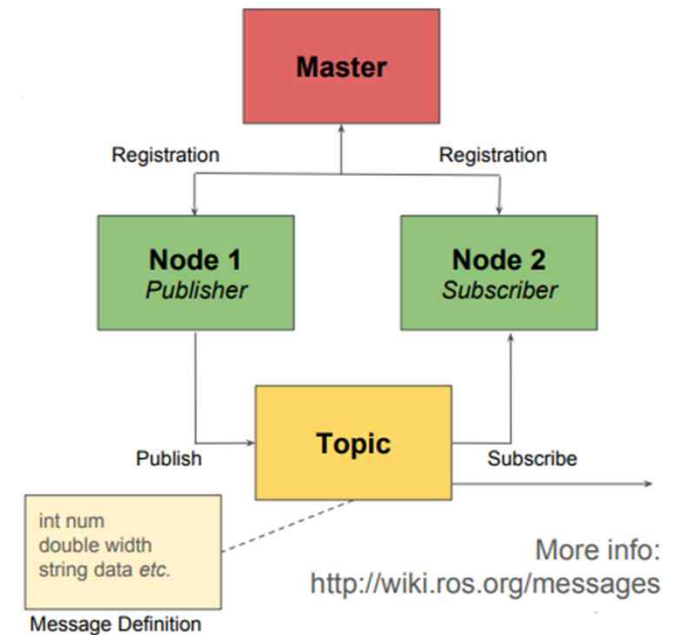 Master
Registration
Registration
Node 1
Publisher
Node 2
Subscriber
Topic
Publish
Subscribe
int num
double width
string data etc.
Message Definition
More info:
http://wiki.ros.org/messages